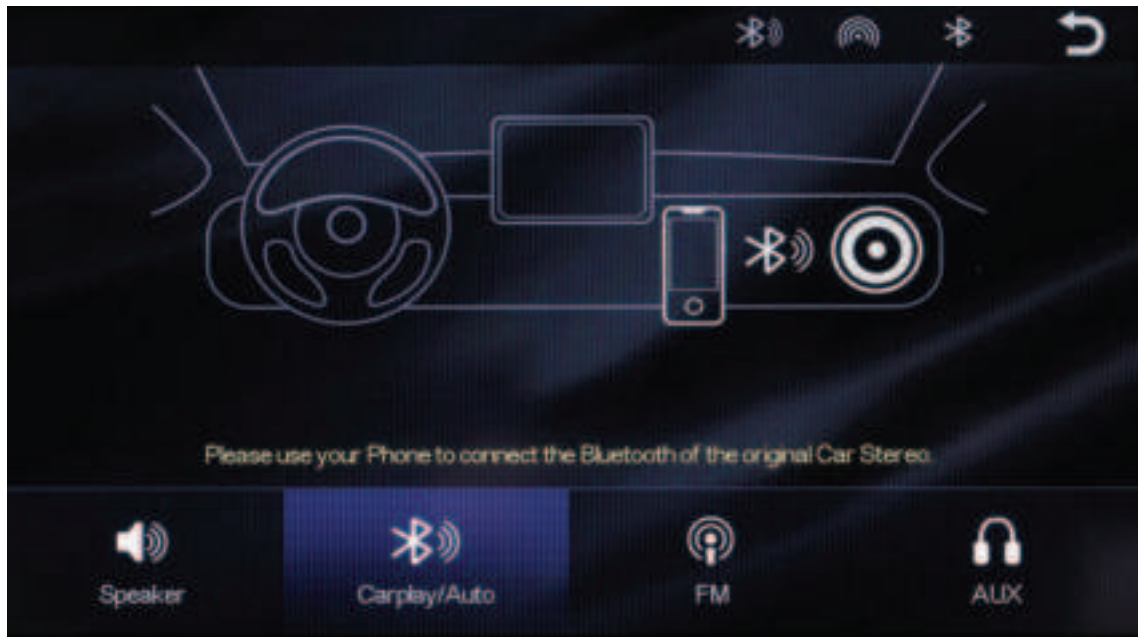 Please use your Phone to connect the Bluetooth of the original Car Stereo.
Speaker
Carplay/Auto
FM
AUX